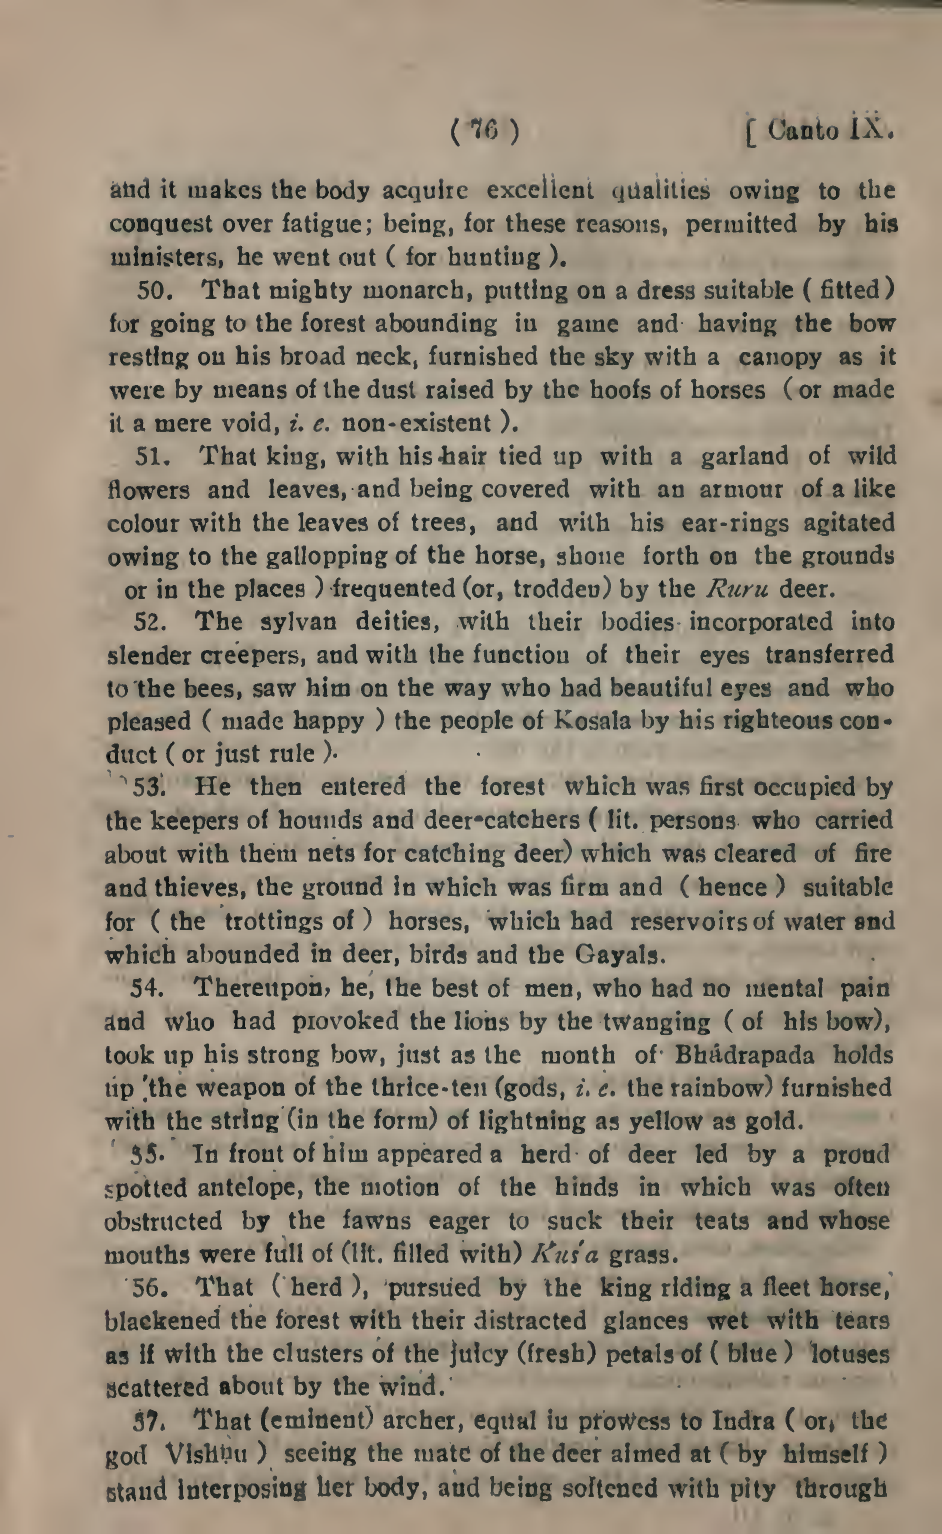 ( 76 ) [ Canto IX.
and it makes the body acquire excellent qualities owing to the
conquest over fatigue; being, for these reasons, permitted by his
ministers, he went out ( for hunting ).
50. That mighty monarch, putting on a dress suitable ( fitted )
for going to the forest abounding in game and having the bow
resting on his broad neck, furnished the sky with a canopy as it
were by means of the dust raised by the hoofs of horses ( or made
it a mere void, i. e. non-existent ).
51. That king, with his hair tied up with a garland of wild
flowers and leaves, and being covered with an armour of a like
colour with the leaves of trees, and with his ear-rings agitated
owing to the gallopping of the horse, shone forth on the grounds
or in the places ) frequented (or, trodden) by the Ruru deer.
52. The sylvan deities, with their bodies incorporated into
slender creepers, and with the function of their eyes transferred
to the bees, saw him on the way who had beautiful eyes and who
pleased ( made happy ) the people of Kosala by his righteous con-
duct ( or just rule ).
53. He then entered the forest which was first occupied by
the keepers of hounds and deer-catchers ( lit. persons who carried
about with them nets for catching deer) which was cleared of fire
and thieves, the ground in which was firm and ( hence ) suitable
for ( the trottings of ) horses, which had reservoirs of water and
which abounded in deer, birds and the Gayals.
54. Thereupon, he, the best of men, who had no mental pain
and who had provoked the lions by the twanging ( of his bow),
took up his strong bow, just as the month of Bhádrapada holds
up the weapon of the thrice-ten (gods, i. e. the rainbow) furnished
with the string (in the form) of lightning as yellow as gold.
55. In front of him appeared a herd of deer led by a proud
spotted antelope, the motion of the hinds in which was often
obstructed by the fawns eager to suck their teats and whose
mouths were full of (lit. filled with) Kus'a grass.
56. That ( herd ), pursued by the king riding a fleet horse,
blackened the forest with their distracted glances wet with tears
as if with the clusters of the juicy (fresh) petals of ( blue ) lotuses
scattered about by the wind.
57. That (eminent) archer, equal in prowess to Indra ( or, the
god Vishṇu ) seeing the mate of the deer aimed at ( by himself )
stand interposing her body, and being softened with pity through